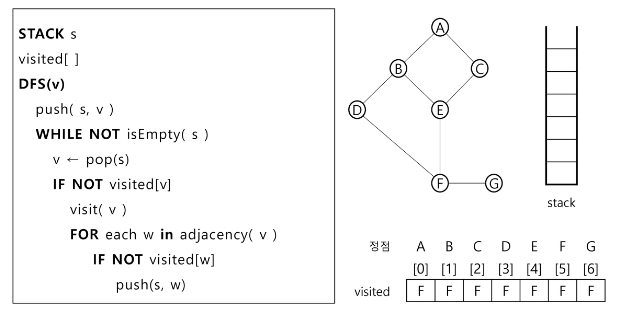 STACK s
visited[ ]
DFS(v)
push( s, v )
WHILE NOT isEmpty( s )
v ← pop(s)
IF NOT visited[v]
visit( v )
FOR each w in adjacency( v )
IF NOT visited[w]
push(s, w)
A
B
C
D
E
F
G
stack
정점 A B C D E F G
[0] [1] [2] [3] [4] [5] [6]
visited F F F F F F F